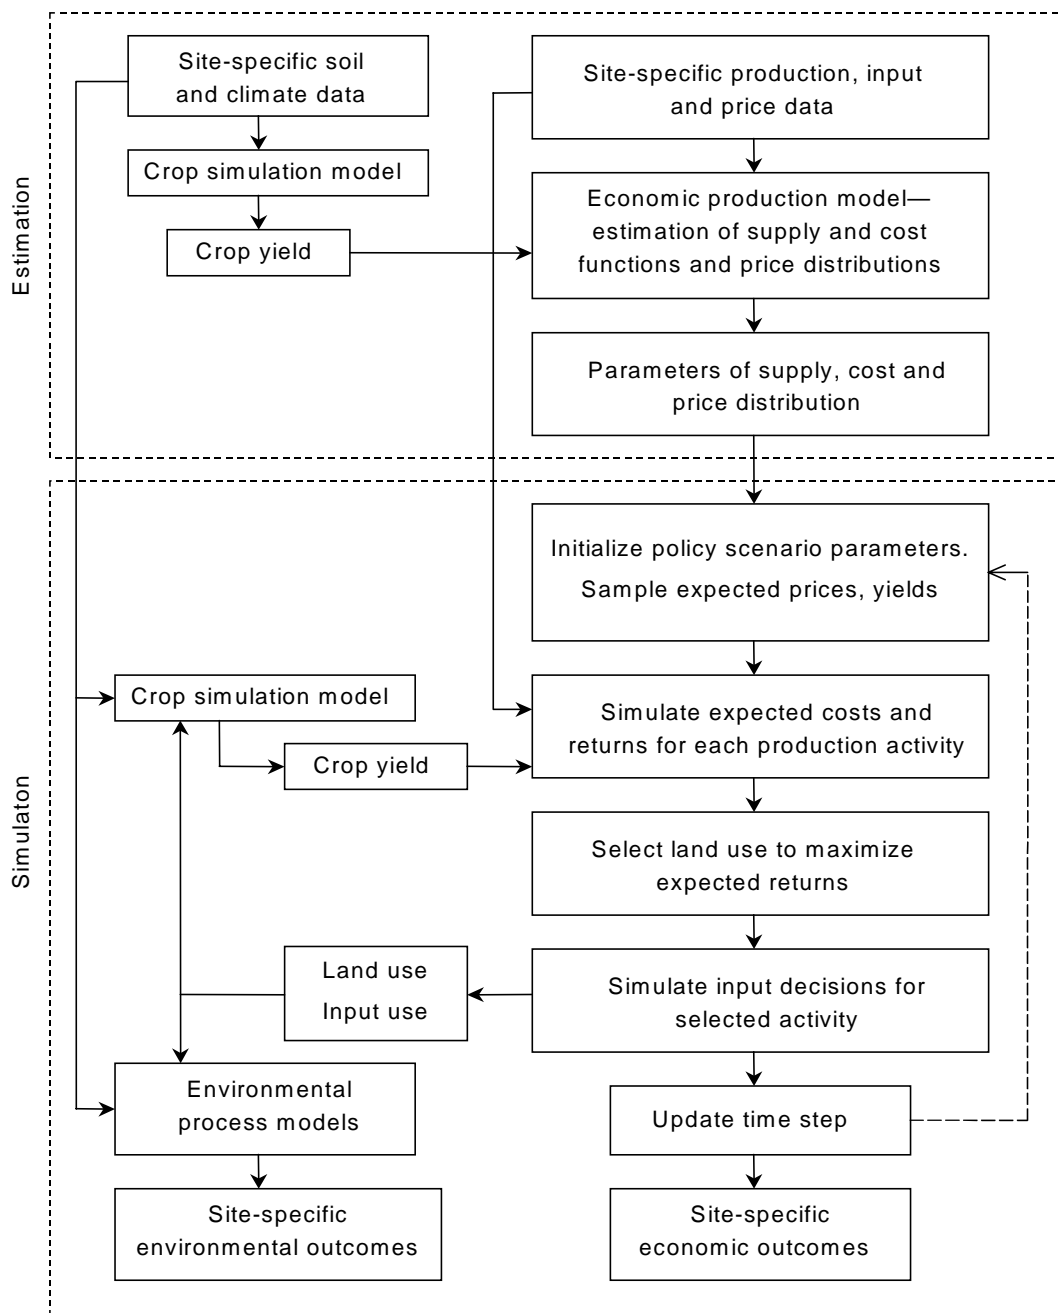 Estimation
Site-specific soil
and climate data
Crop simulation model
Crop yield
Site-specific production, input
and price data
Economic production model—
estimation of supply and cost
functions and price distributions
Parameters of supply, cost and
price distribution
Simulaton
Initialize policy scenario parameters.
Sample expected prices, yields
Crop simulation model
Crop yield
Simulate expected costs and
returns for each production activity
Select land use to maximize
expected returns
Simulate input decisions for
selected activity
Land use
Input use
Environmental
process models
Update time step
Site-specific
environmental outcomes
Site-specific
economic outcomes